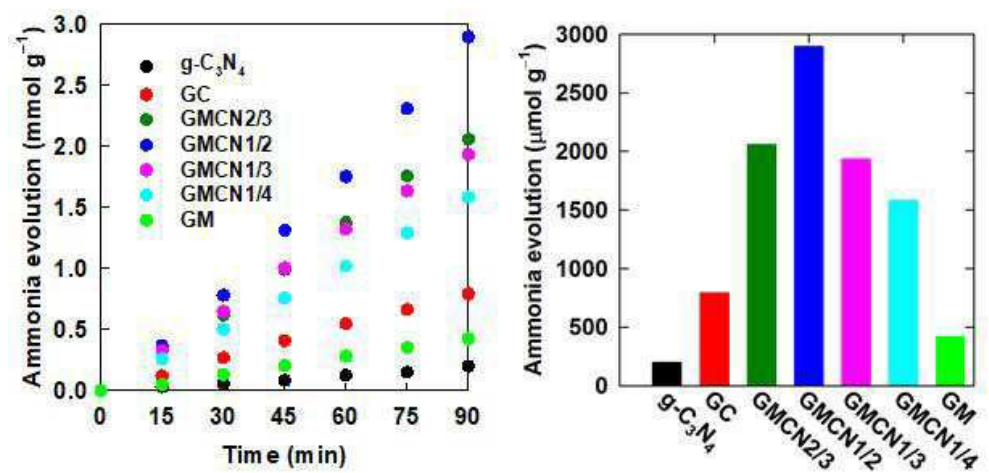 Ammonia evolution (mmol g⁻¹)
3.0
2.5
2.0
1.5
1.0
0.5
0.0
g-C₃N₄
GC
GMCN2/3
GMCN1/2
GMCN1/3
GMCN1/4
GM
0 15 30 45 60 75 90
Time (min)
Ammonia evolution (μmol g⁻¹)
3000
2500
2000
1500
1000
500
0
g-C₃N₄
GC
GMCN2/3
GMCN1/2
GMCN1/3
GMCN1/4
GM